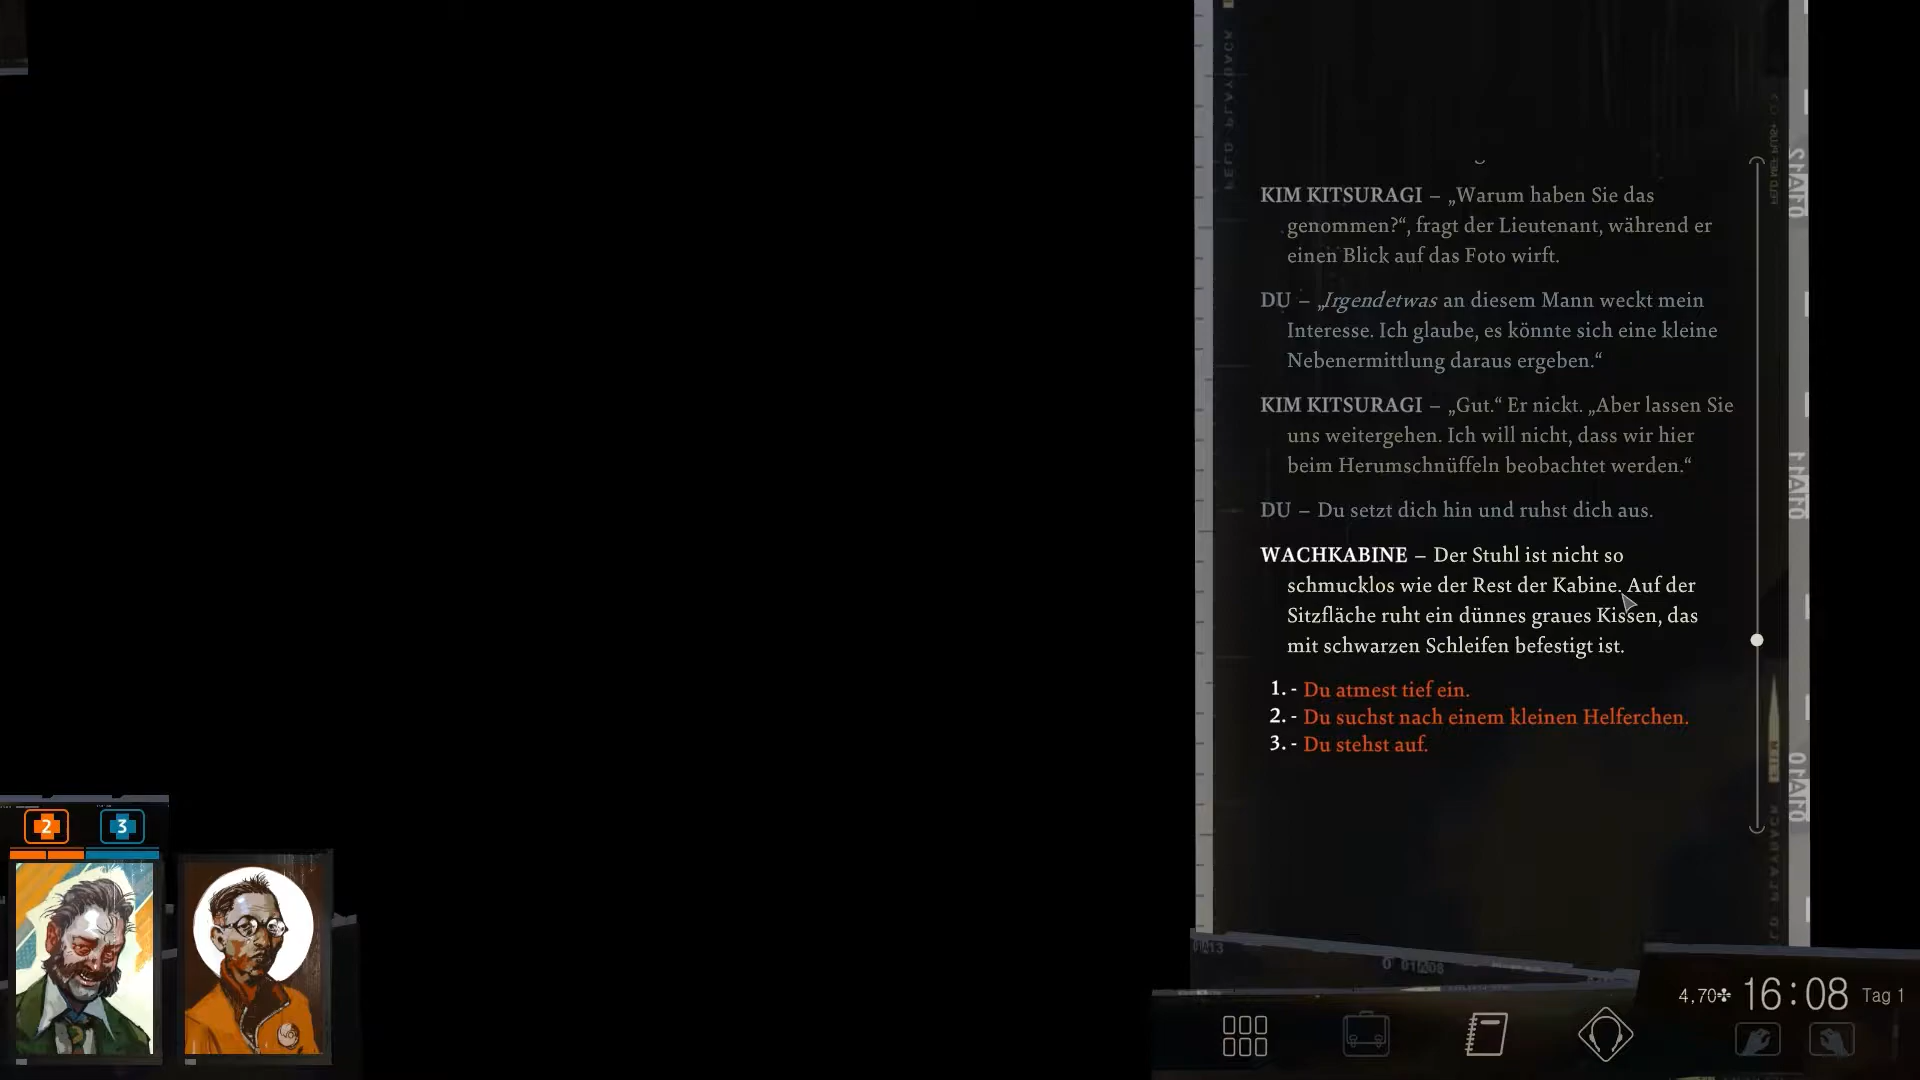 KIM KITSURAGI – „Warum haben Sie das
genommen?“, fragt der Lieutenant, während er
einen Blick auf das Foto wirft.
DU – „Irgendetwas an diesem Mann weckt mein
Interesse. Ich glaube, es könnte sich eine kleine
Nebenermittlung daraus ergeben.“
KIM KITSURAGI – „Gut.“ Er nickt. „Aber lassen Sie
uns weitergehen. Ich will nicht, dass wir hier
beim Herumschnüffeln beobachtet werden.“
DU – Du setzt dich hin und ruhst dich aus.
WACHKABINE – Der Stuhl ist nicht so
schmucklos wie der Rest der Kabine. Auf der
Sitzfläche ruht ein dünnes graues Kissen, das
mit schwarzen Schleifen befestigt ist.
1. - Du atmest tief ein.
2. - Du suchst nach einem kleinen Helferchen.
3. - Du stehst auf.
2 3
4,70 16:08 Tag 1